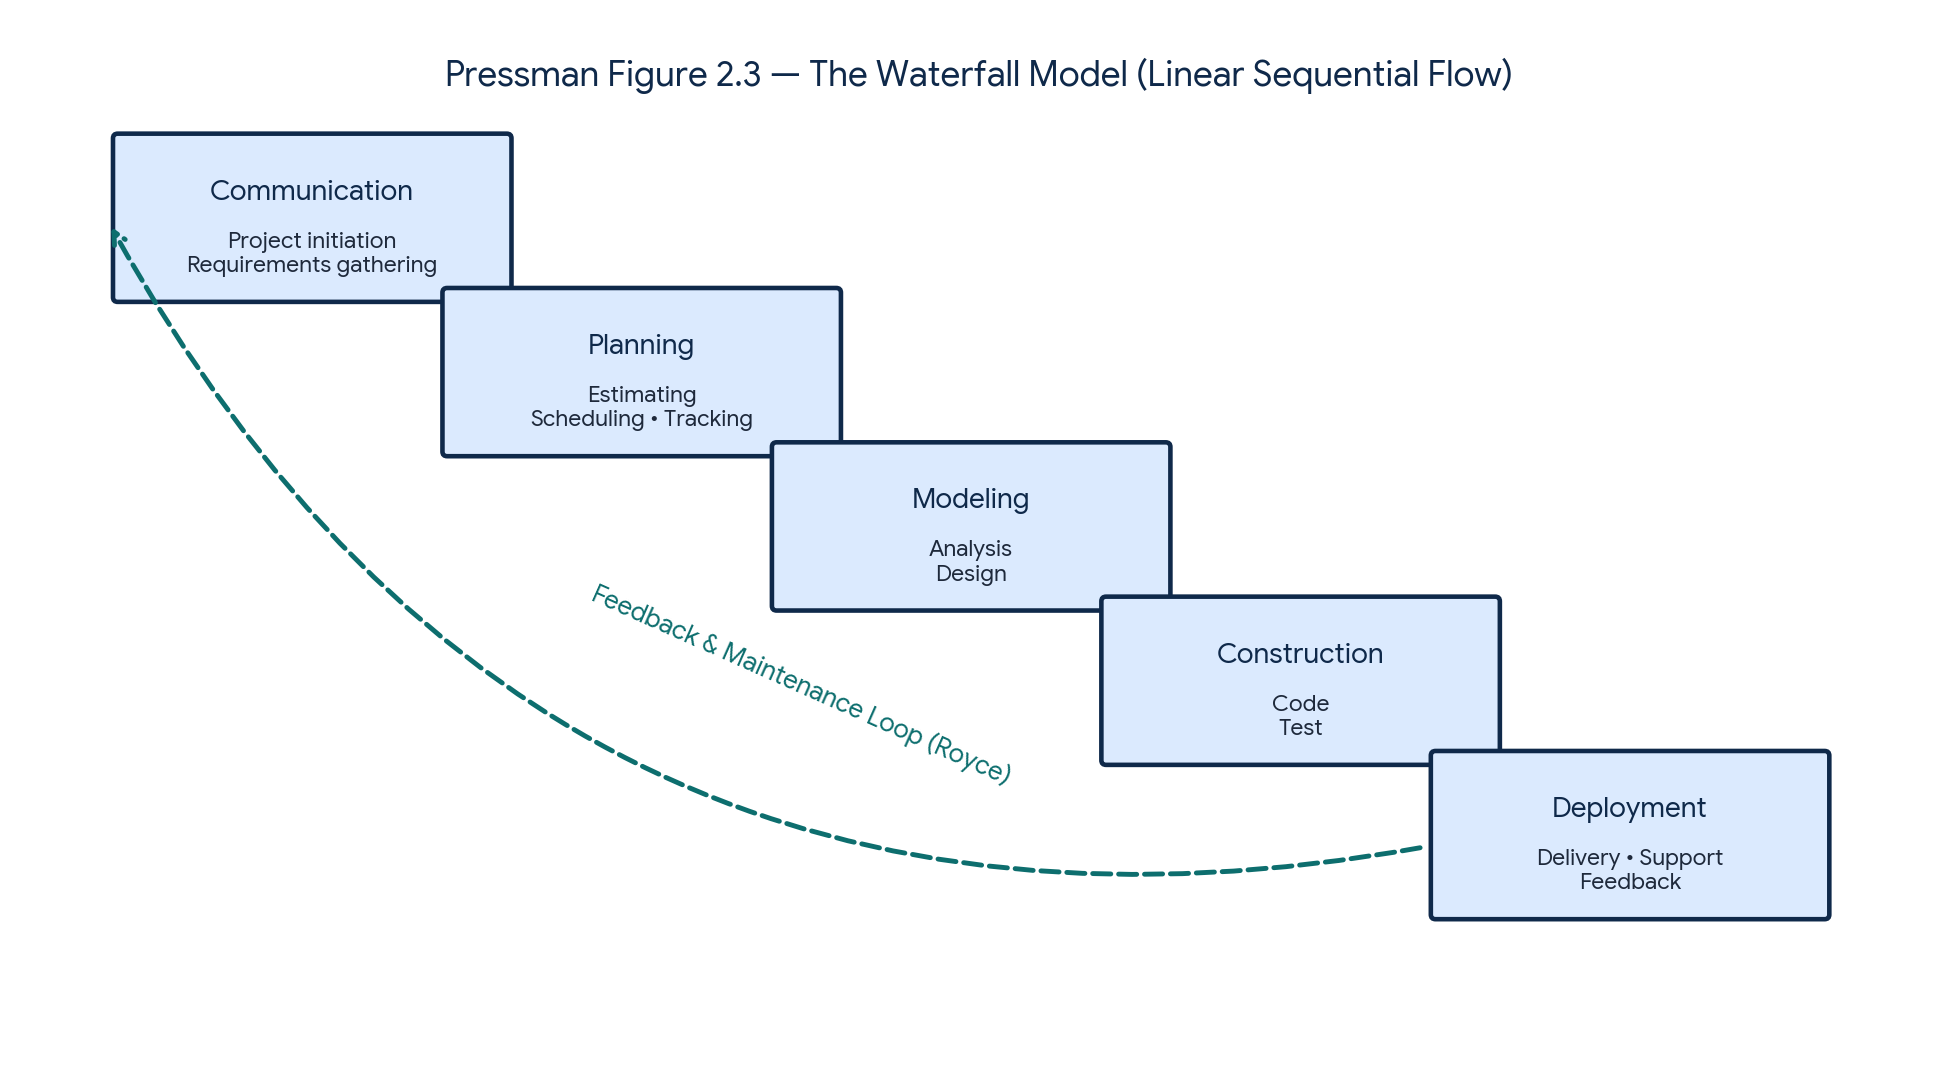 Pressman Figure 2.3 — The Waterfall Model (Linear Sequential Flow)
Communication
Project initiation
Requirements gathering
Planning
Estimating
Scheduling • Tracking
Modeling
Analysis
Design
Feedback & Maintenance Loop (Royce)
Construction
Code
Test
Deployment
Delivery • Support
Feedback